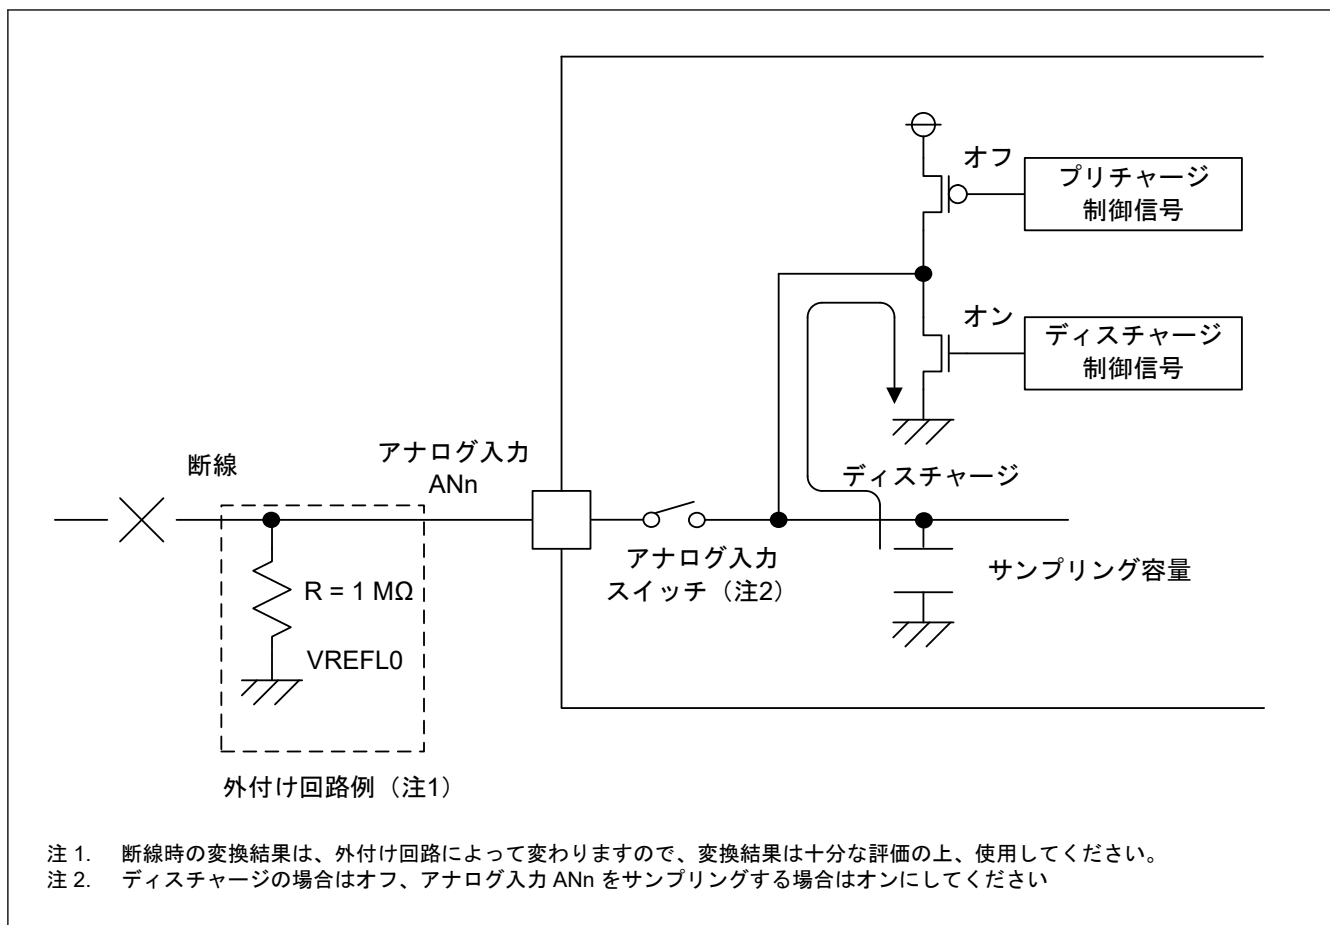 オフ
プリチャージ
制御信号
オン
ディスチャージ
制御信号
断線
アナログ入力
ANn
ディスチャージ
アナログ入力
スイッチ（注2）
サンプリング容量
R = 1 MΩ
VREFL0
外付け回路例（注1）
注 1. 断線時の変換結果は、外付け回路によって変わりますので、変換結果は十分な評価の上、使用してください。
注 2. ディスチャージの場合はオフ、アナログ入力 ANn をサンプリングする場合はオンにしてください